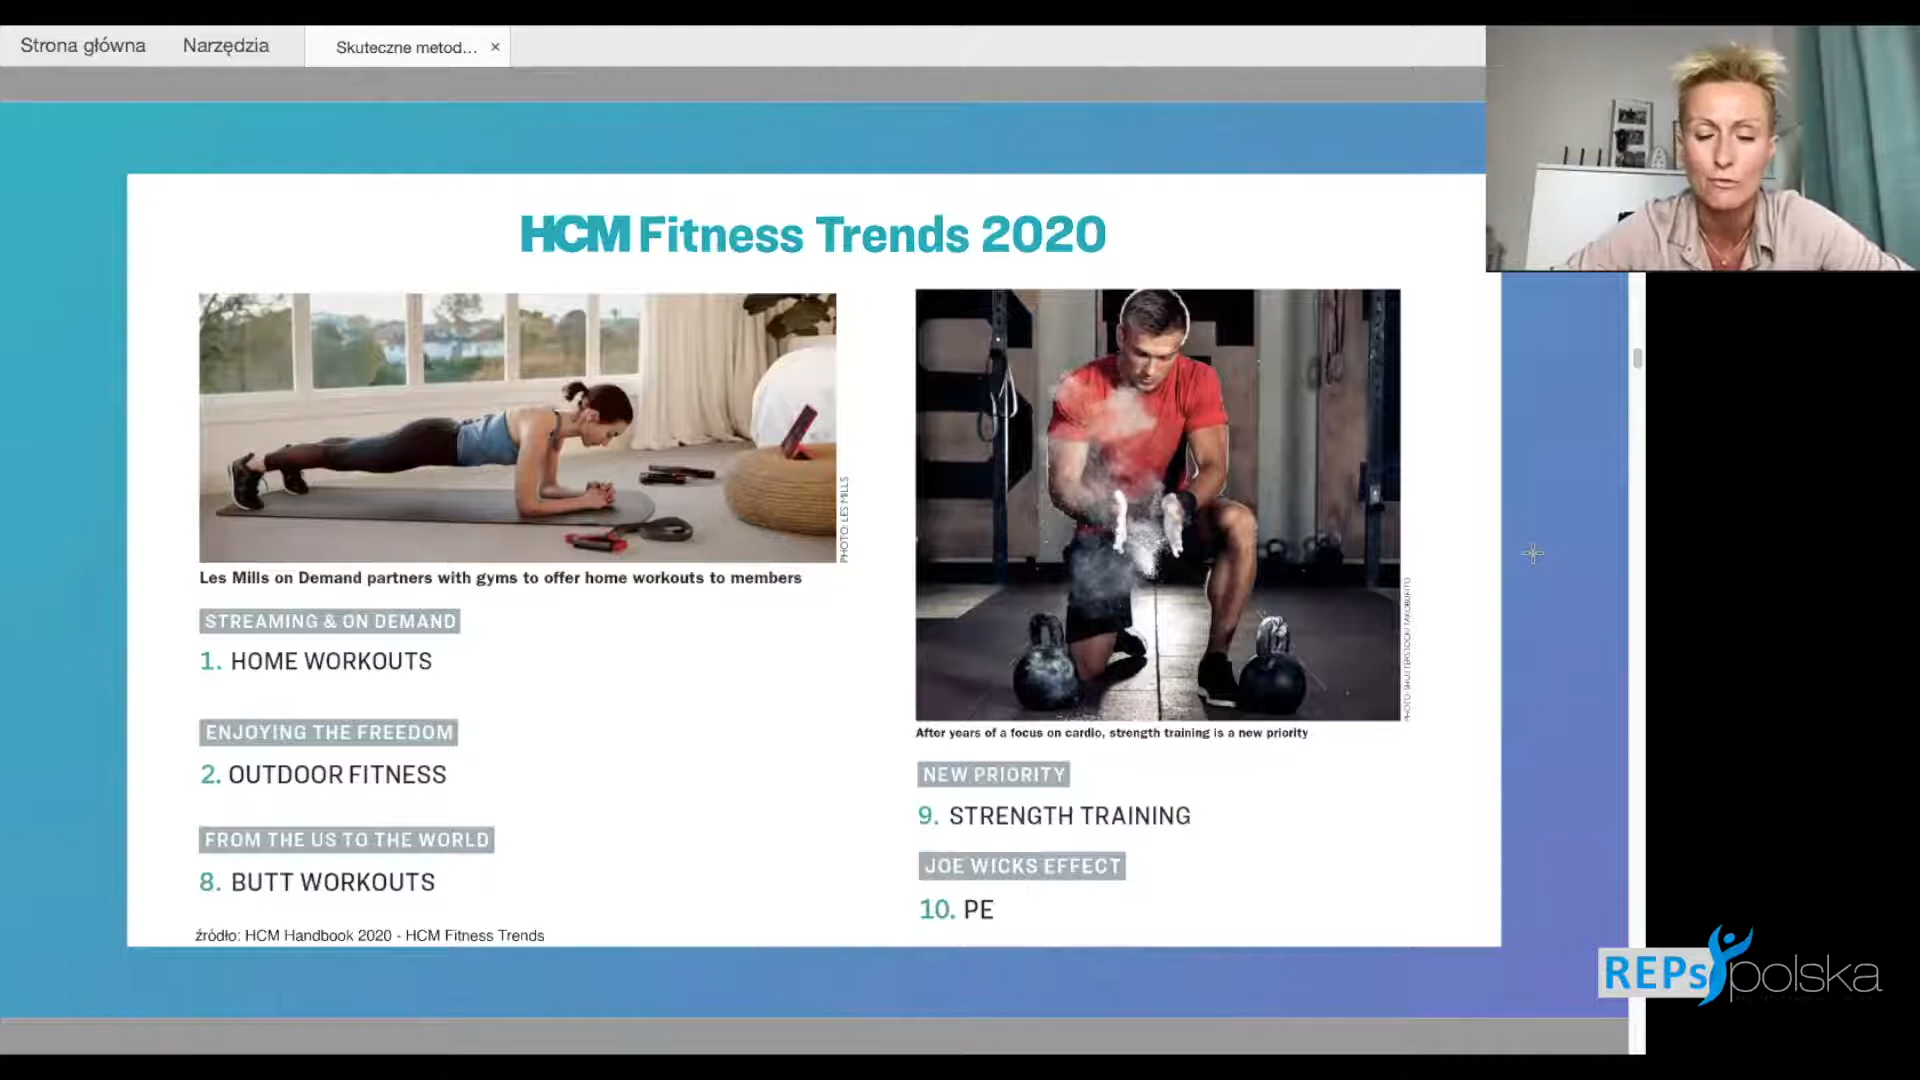 Strona główna
Narzędzia
Skuteczne metod... ×
HCM Fitness Trends 2020
PHOTO: LES MILLS
Les Mills on Demand partners with gyms to offer home workouts to members
STREAMING & ON DEMAND
1. HOME WORKOUTS
ENJOYING THE FREEDOM
2. OUTDOOR FITNESS
FROM THE US TO THE WORLD
8. BUTT WORKOUTS
źródło: HCM Handbook 2020 - HCM Fitness Trends
After years of a focus on cardio, strength training is a new priority
NEW PRIORITY
9. STRENGTH TRAINING
JOE WICKS EFFECT
10. PE
REPs polska